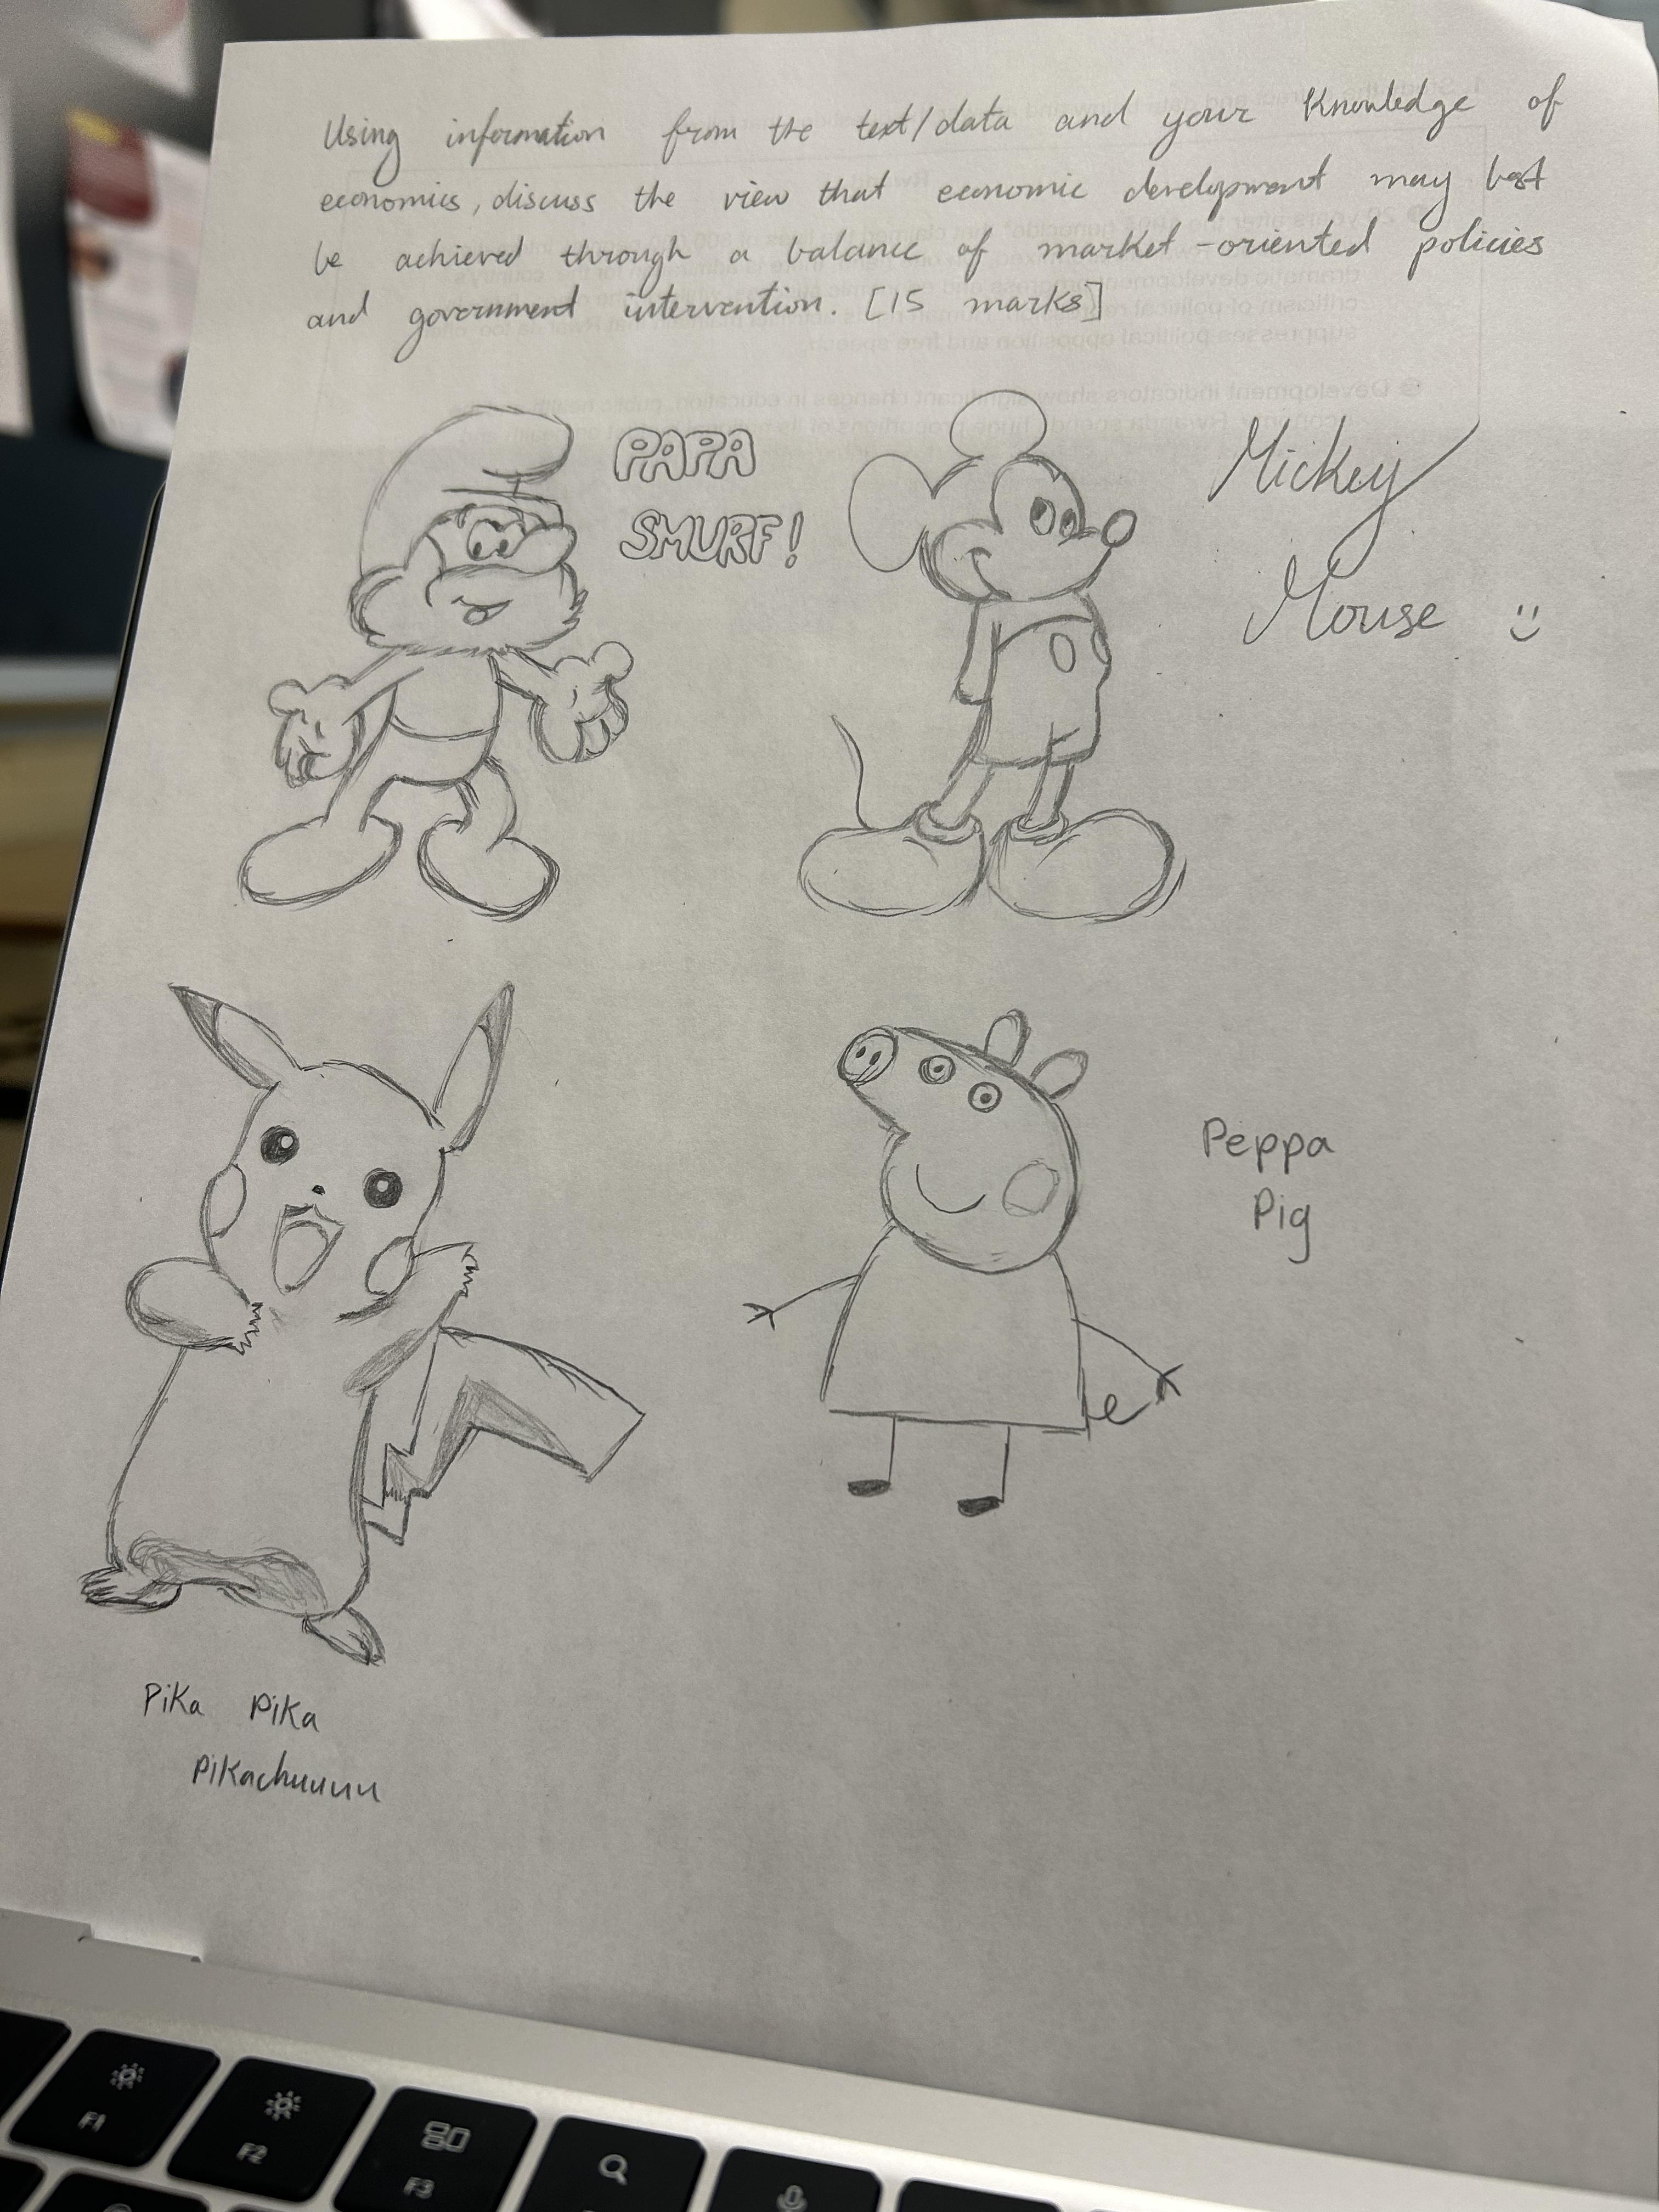 Using information from the text/data and your Knowledge of
economics, discuss the view that economic development may best
be achieved through a balance of market-oriented policies
and government intervention. [15 marks]
PAPA
SMURF!
Mickey
Mouse :)
Peppa
Pig
Pika Pika
Pikachuuuu
F1
F2
F3